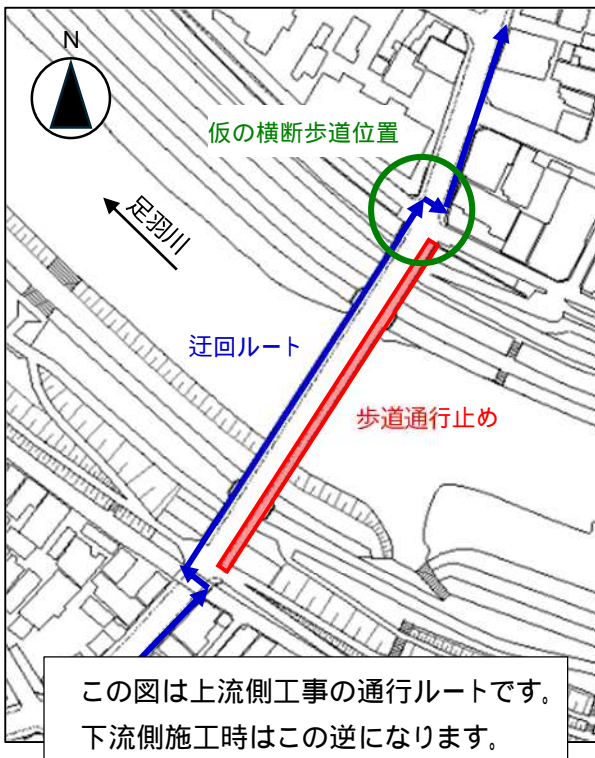 N
仮の横断歩道位置
足羽川
迂回ルート
歩道通行止め
この図は上流側工事の通行ルートです。
下流側施工時はこの逆になります。